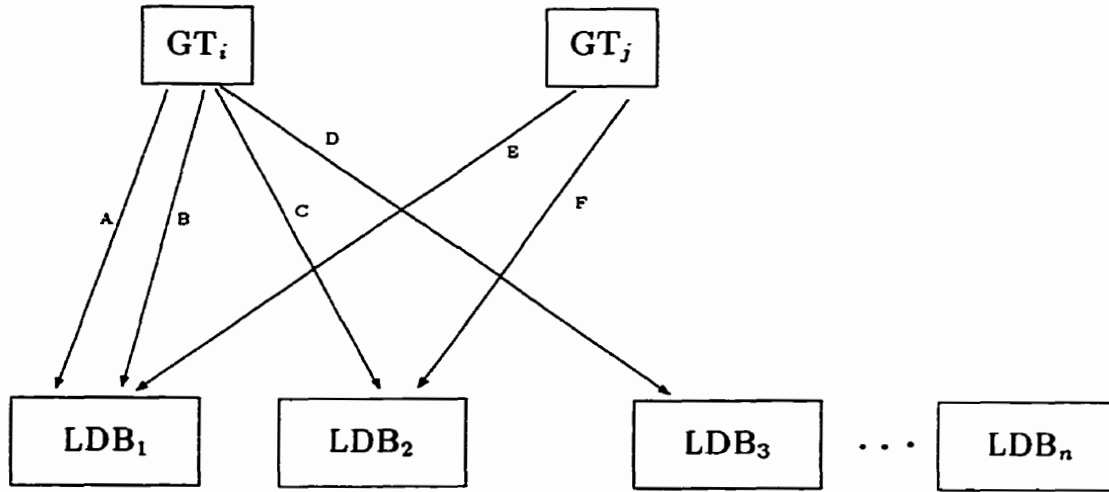 GTᵢ GTⱼ
D
E
A B C F
LDB₁ LDB₂ LDB₃ ... LDBₙ